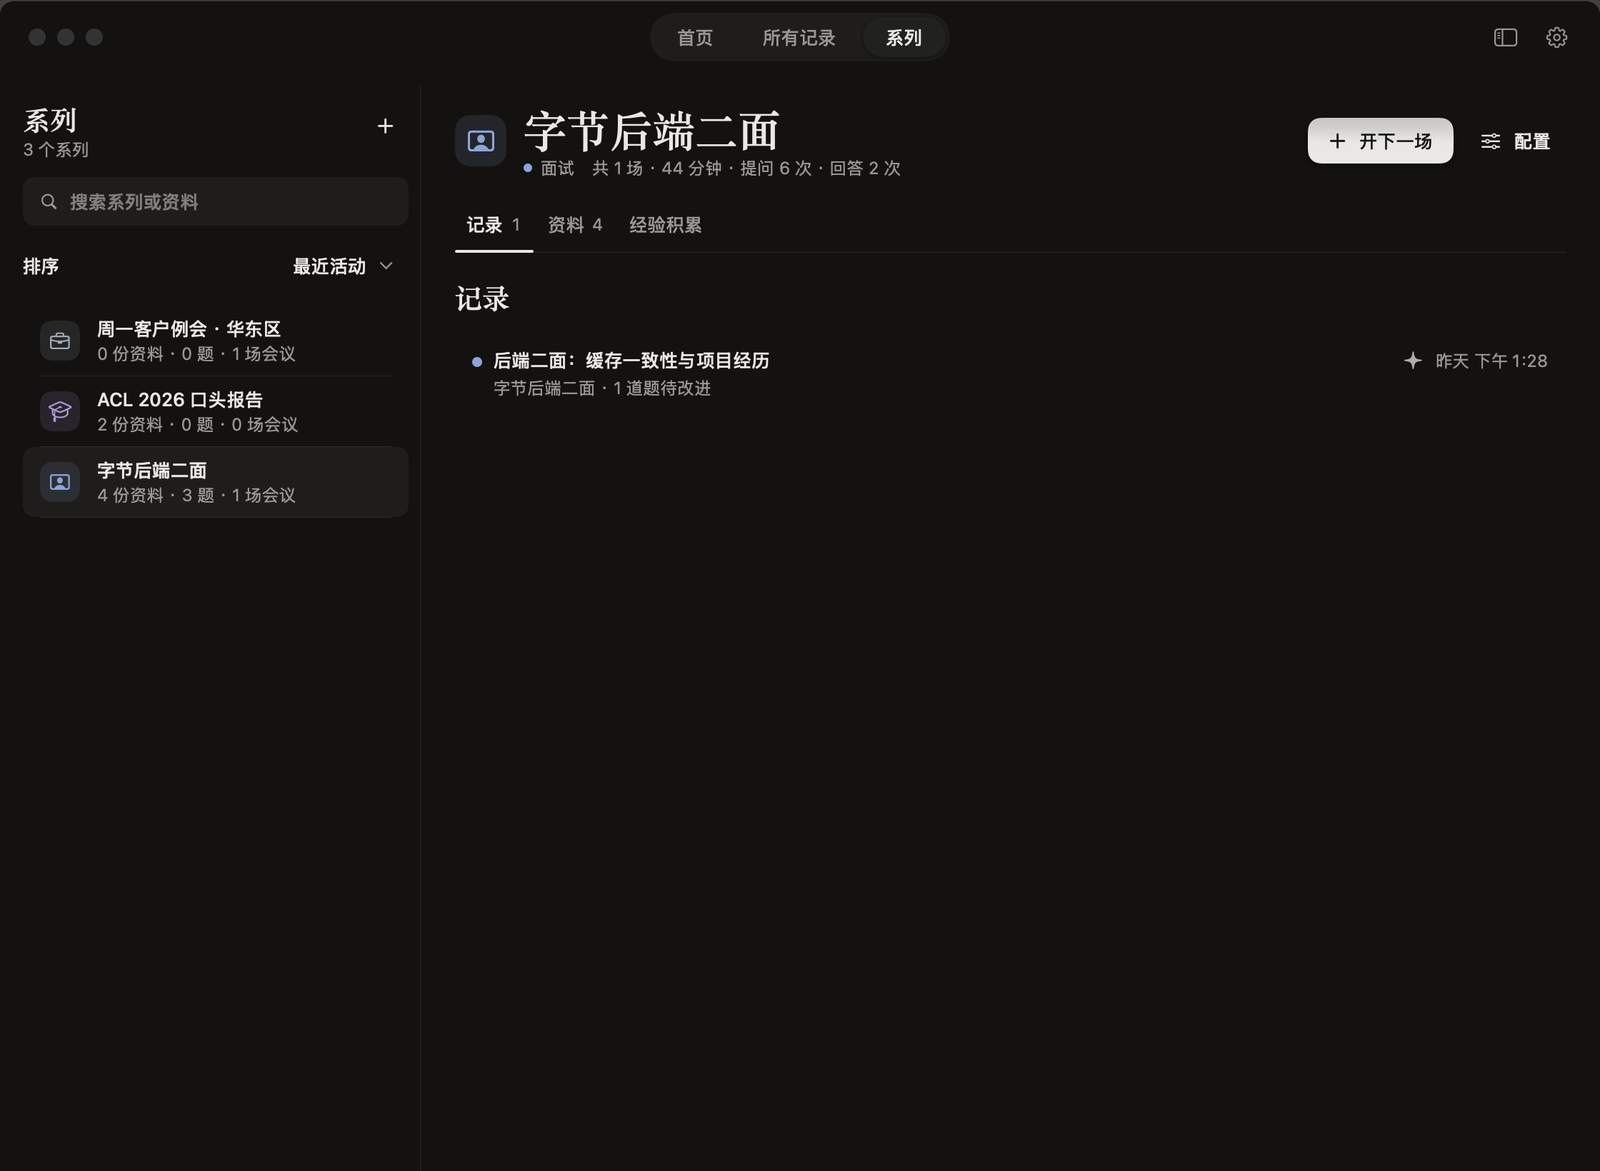 首页
所有记录
系列
系列
3 个系列
搜索系列或资料
排序
最近活动
周一客户例会 · 华东区
0 份资料 · 0 题 · 1 场会议
ACL 2026 口头报告
2 份资料 · 0 题 · 0 场会议
字节后端二面
4 份资料 · 3 题 · 1 场会议
字节后端二面
面试 共 1 场 · 44 分钟 · 提问 6 次 · 回答 2 次
开下一场
配置
记录 1
资料 4
经验积累
记录
后端二面：缓存一致性与项目经历
昨天 下午 1:28
字节后端二面 · 1 道题待改进